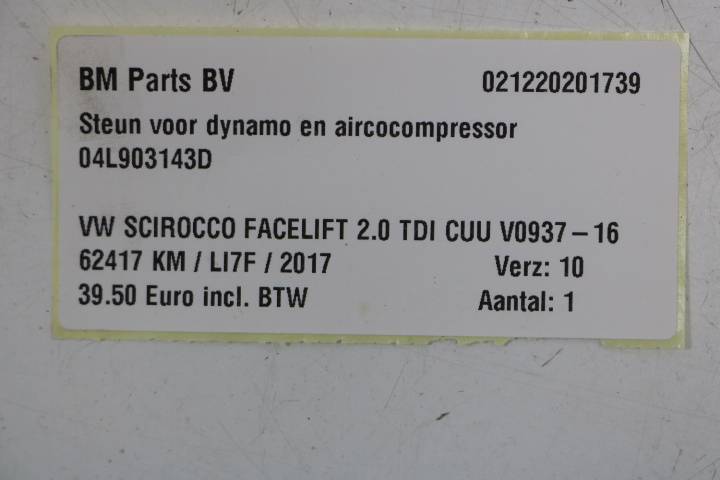 BM Parts BV 021220201739
Steun voor dynamo en aircocompressor
04L903143D
VW SCIROCCO FACELIFT 2.0 TDI CUU V0937-16
62417 KM / LI7F / 2017 Verz: 10
39.50 Euro incl. BTW Aantal: 1